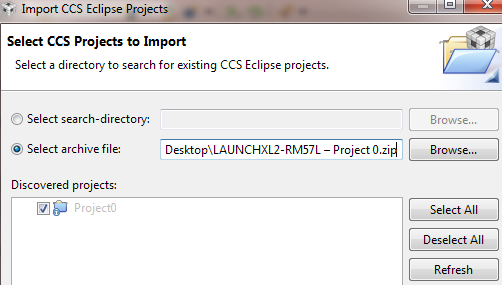 Import CCS Eclipse Projects
Select CCS Projects to Import
Select a directory to search for existing CCS Eclipse projects.
Select search-directory:
Browse...
Select archive file:
Desktop\LAUNCHXL2-RM57L – Project 0.zip
Browse...
Discovered projects:
Project0
Select All
Deselect All
Refresh